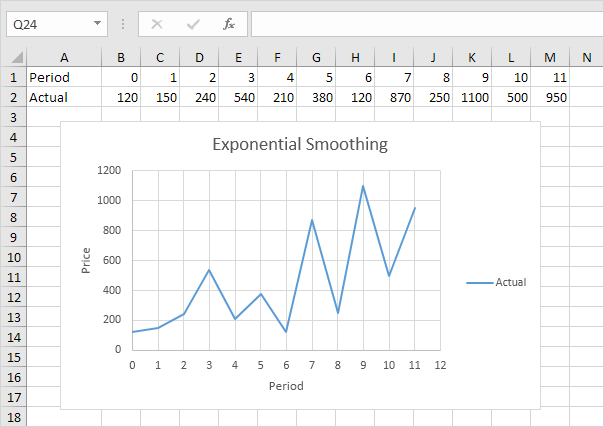 Q24 fx
A B C D E F G H I J K L M N
1 Period 0 1 2 3 4 5 6 7 8 9 10 11
2 Actual 120 150 240 540 210 380 120 870 250 1100 500 950
3
4
5
6
7
8
9
10
11
12
13
14
15
16
17
18
Exponential Smoothing
1200
1000
800
600
400
200
0
Price
0 1 2 3 4 5 6 7 8 9 10 11 12
Period
Actual